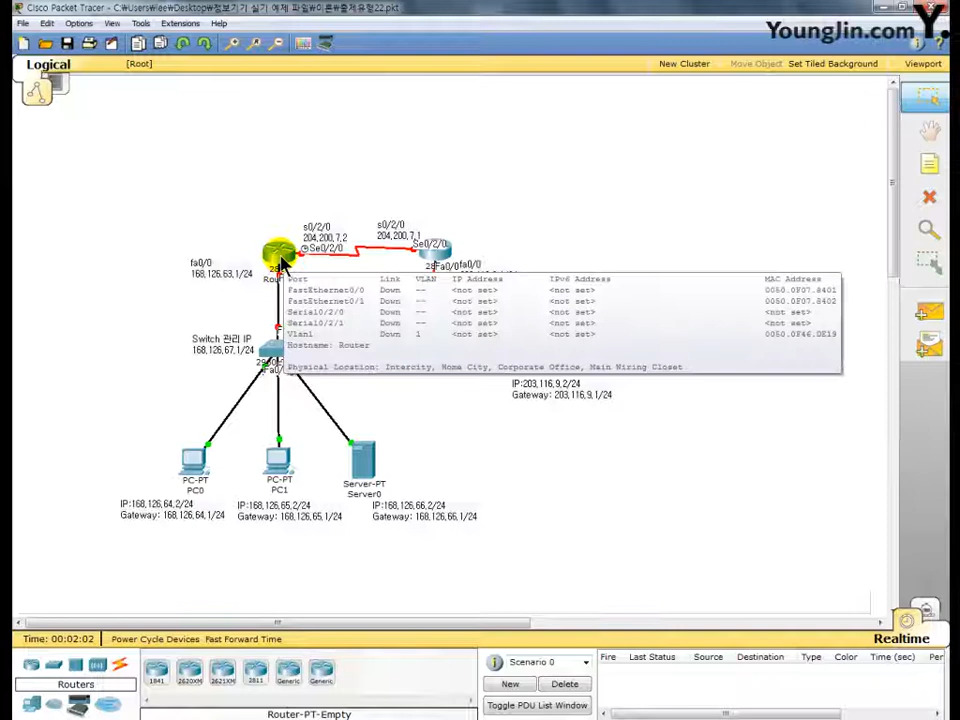 Cisco Packet Tracer - C:\Users\lee\Desktop\정보기기 실기 예제 파일\이론\출제유형22.pkt
File Edit Options View Tools Extensions Help
YoungJin.com Y.
Logical
[Root]
New Cluster Move Object Set Tiled Background Viewport
s0/2/0
204,200,7,2
Se0/2/0
s0/2/0
204,200,7,1
Se0/2/0
fa0/0
168,126,63,1/24
Fa0/0
fa0/0
Port Link VLAN IP Address IPv6 Address MAC Address
FastEthernet0/0 Down -- <not set> <not set> 0050.0F07.8401
FastEthernet0/1 Down -- <not set> <not set> 0050.0F07.8402
Serial0/2/0 Down -- <not set> <not set> <not set>
Serial0/2/1 Down -- <not set> <not set> <not set>
Vlan1 Down 1 <not set> <not set> 0050.0F46.DE19
Hostname: Router
Physical Location: Intercity, Home City, Corporate Office, Main Wiring Closet
Switch 관리 IP
168,126,67,1/24
IP:203,116,9,2/24
Gateway: 203,116,9,1/24
PC-PT
PC0
PC-PT
PC1
Server-PT
Server0
IP:168,126,64,2/24
Gateway: 168,126,64,1/24
IP:168,126,65,2/24
Gateway: 168,126,65,1/24
IP:168,126,66,2/24
Gateway: 168,126,66,1/24
Time: 00:02:02 Power Cycle Devices Fast Forward Time
Realtime
Routers
1841 2620XM 2621XM 2811 Generic Generic
Router-PT-Empty
Scenario 0
New Delete
Toggle PDU List Window
Fire Last Status Source Destination Type Color Time (sec) Per